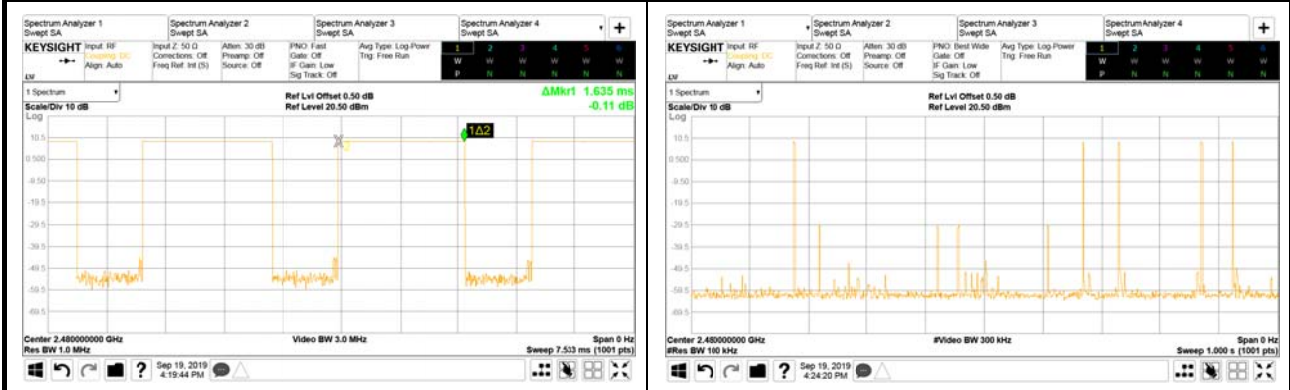 Spectrum Analyzer 1
Swept SA
Spectrum Analyzer 2
Swept SA
Spectrum Analyzer 3
Swept SA
Spectrum Analyzer 4
Swept SA
+
KEYSIGHT
Input: RF
Coupling: DC
Align: Auto
Input Z: 50 Ω
Corrections: Off
Freq Ref: Int (S)
Atten: 30 dB
Preamp: Off
Source: Off
PNO: Fast
Gate: Off
IF Gain: Low
Sig Track: Off
Avg Type: Log-Power
Trig: Free Run
1 2 3 4 5 6
W W W W W W
P N N N N N
LXI
1 Spectrum
Scale/Div 10 dB
Log
Ref Lvl Offset 0.50 dB
Ref Level 20.50 dBm
ΔMkr1 1.635 ms
-0.11 dB
1Δ2
10.5
0.500
-9.50
-19.5
-29.5
-39.5
-49.5
-59.5
-69.5
Center 2.480000000 GHz
Res BW 1.0 MHz
Video BW 3.0 MHz
Span 0 Hz
Sweep 7.533 ms (1001 pts)
?
Sep 19, 2019
4:19:44 PM
Spectrum Analyzer 1
Swept SA
Spectrum Analyzer 2
Swept SA
Spectrum Analyzer 3
Swept SA
Spectrum Analyzer 4
Swept SA
+
KEYSIGHT
Input: RF
Coupling: DC
Align: Auto
Input Z: 50 Ω
Corrections: Off
Freq Ref: Int (S)
Atten: 30 dB
Preamp: Off
Source: Off
PNO: Best Wide
Gate: Off
IF Gain: Low
Sig Track: Off
Avg Type: Log-Power
Trig: Free Run
1 2 3 4 5 6
W W W W W W
P N N N N N
LXI
1 Spectrum
Scale/Div 10 dB
Log
Ref Lvl Offset 0.50 dB
Ref Level 20.50 dBm
10.5
0.500
-9.50
-19.5
-29.5
-39.5
-49.5
-59.5
-69.5
Center 2.480000000 GHz
#Res BW 100 kHz
#Video BW 300 kHz
Span 0 Hz
Sweep 1.000 s (1001 pts)
?
Sep 19, 2019
4:24:20 PM